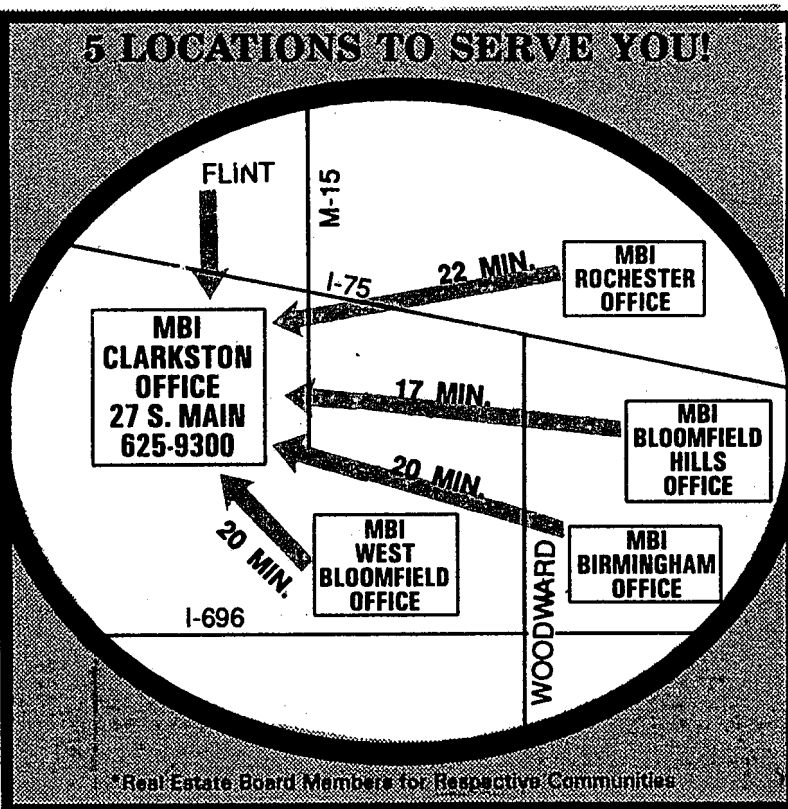 5 LOCATIONS TO SERVE YOU!
FLINT
M-15
I-75
22 MIN.
MBI
ROCHESTER
OFFICE
MBI
CLARKSTON
OFFICE
27 S. MAIN
625-9300
17 MIN.
MBI
BLOOMFIELD
HILLS
OFFICE
20 MIN.
MBI
BIRMINGHAM
OFFICE
20 MIN.
MBI
WEST
BLOOMFIELD
OFFICE
WOODWARD
I-696
*Real Estate Board Members for Respective Communities